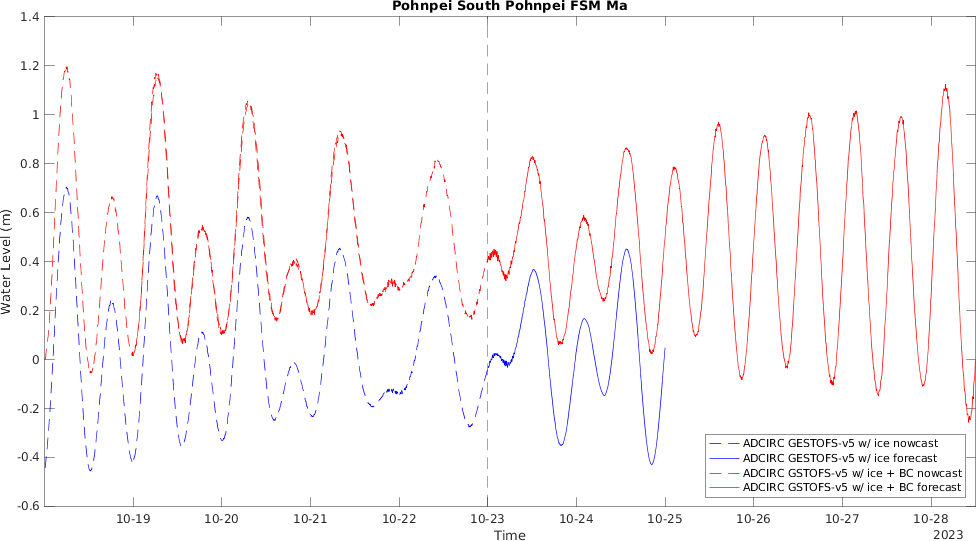 Pohnpei South Pohnpei FSM Ma
1.4
1.2
1
0.8
0.6
0.4
0.2
0
-0.2
-0.4
-0.6
Water Level (m)
ADCIRC GESTOFS-v5 w/ ice nowcast
ADCIRC GESTOFS-v5 w/ ice forecast
ADCIRC GSTOFS-v5 w/ ice + BC nowcast
ADCIRC GSTOFS-v5 w/ ice + BC forecast
10-19 10-20 10-21 10-22 10-23 10-24 10-25 10-26 10-27 10-28
Time
2023